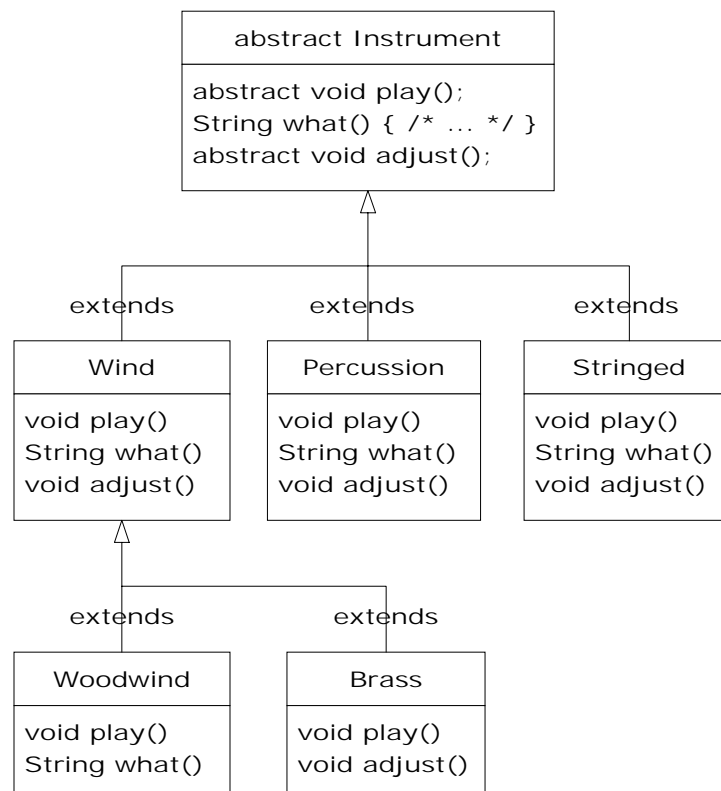 abstract Instrument
abstract void play();
String what() { /* ... */ }
abstract void adjust();
extends
extends
extends
Wind
void play()
String what()
void adjust()
Percussion
void play()
String what()
void adjust()
Stringed
void play()
String what()
void adjust()
extends
extends
Woodwind
void play()
String what()
Brass
void play()
void adjust()